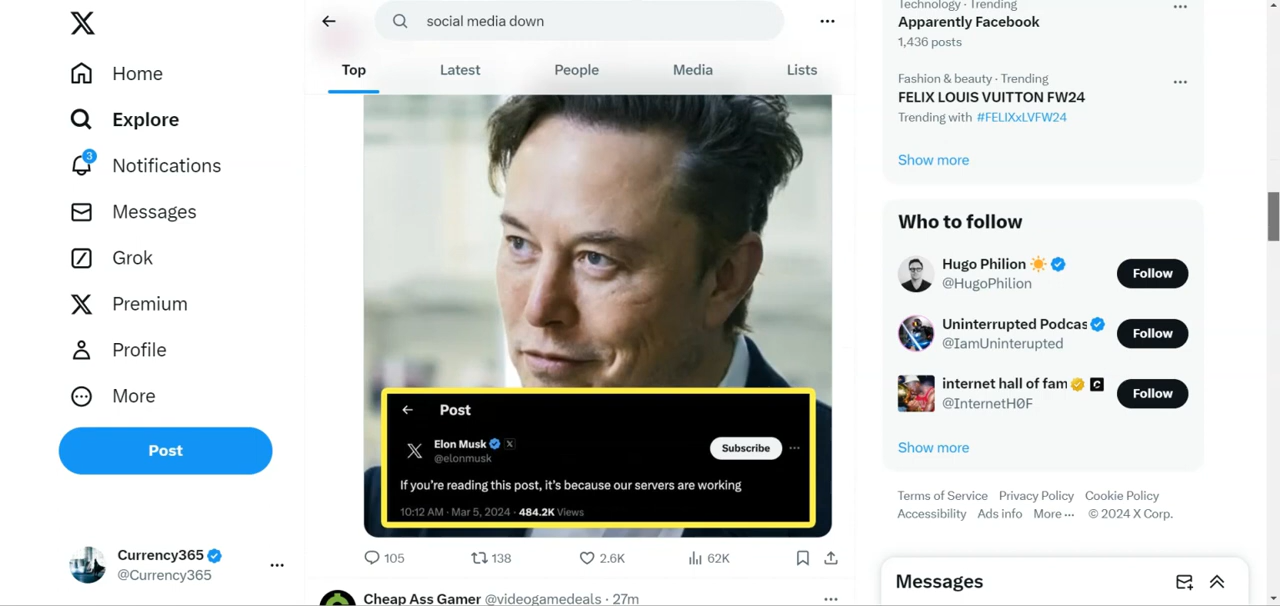 social media down
Home
Explore
3
Notifications
Messages
Grok
Premium
Profile
More
Post
Currency365
@Currency365
Top
Latest
People
Media
Lists
Post
Elon Musk
@elonmusk
Subscribe
If you’re reading this post, it’s because our servers are working
10:12 AM · Mar 5, 2024 · 484.2K Views
105
138
2.6K
62K
Cheap Ass Gamer @videogamedeals · 27m
Technology · Trending
Apparently Facebook
1,436 posts
Fashion & beauty · Trending
FELIX LOUIS VUITTON FW24
Trending with #FELIXxLVFW24
Show more
Who to follow
Hugo Philion
@HugoPhilion
Follow
Uninterrupted Podcas
@IamUninterupted
Follow
internet hall of fam
@InternetH0F
Follow
Show more
Terms of Service Privacy Policy Cookie Policy
Accessibility Ads info More ··· © 2024 X Corp.
Messages